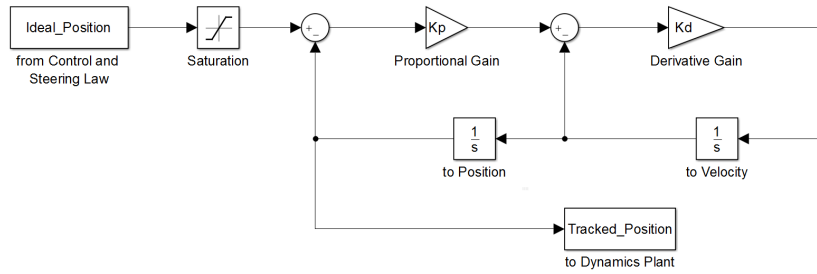 Ideal_Position
from Control and
Steering Law
Saturation
+
−
Kp
Proportional Gain
+
−
Kd
Derivative Gain
1
s
to Position
1
s
to Velocity
Tracked_Position
to Dynamics Plant